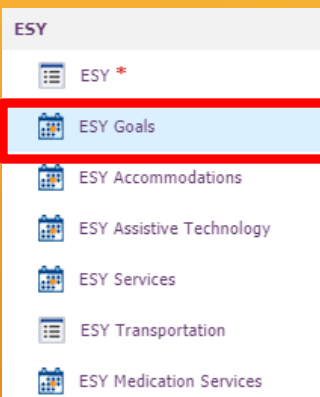 ESY
ESY *
ESY Goals
ESY Accommodations
ESY Assistive Technology
ESY Services
ESY Transportation
ESY Medication Services